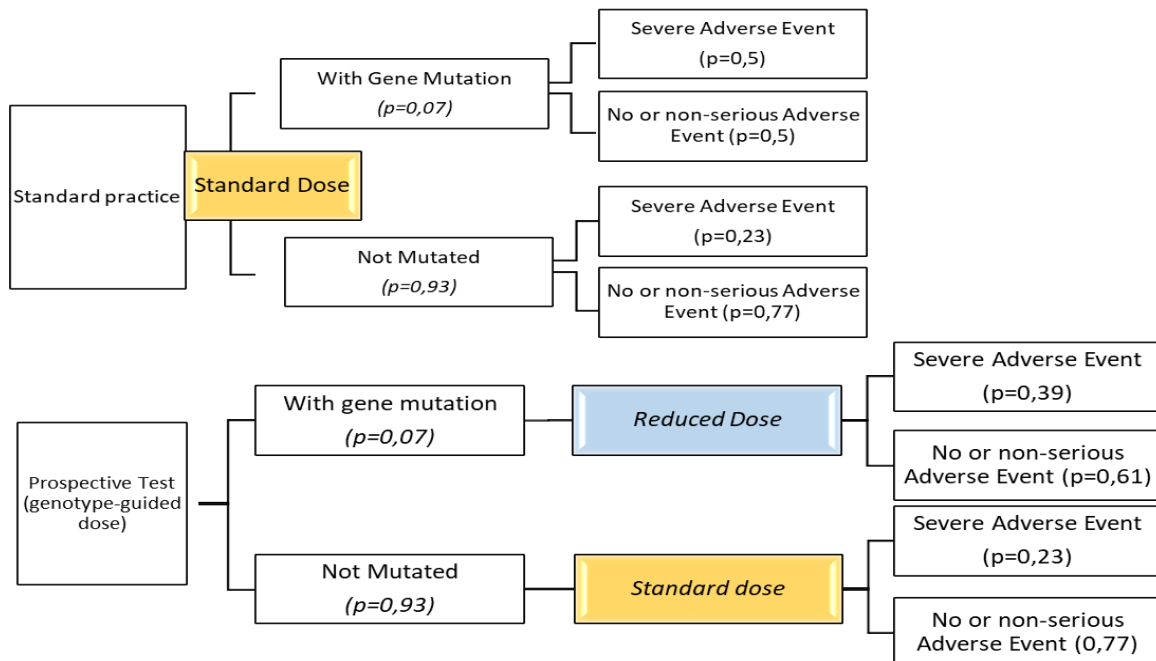 Standard practice
Standard Dose
With Gene Mutation
(p=0,07)
Severe Adverse Event
(p=0,5)
No or non-serious Adverse
Event (p=0,5)
Not Mutated
(p=0,93)
Severe Adverse Event
(p=0,23)
No or non-serious Adverse
Event (p=0,77)
Prospective Test
(genotype-guided
dose)
With gene mutation
(p=0,07)
Reduced Dose
Severe Adverse Event
(p=0,39)
No or non-serious
Adverse Event (p=0,61)
Not Mutated
(p=0,93)
Standard dose
Severe Adverse Event
(p=0,23)
No or non-serious
Adverse Event (0,77)